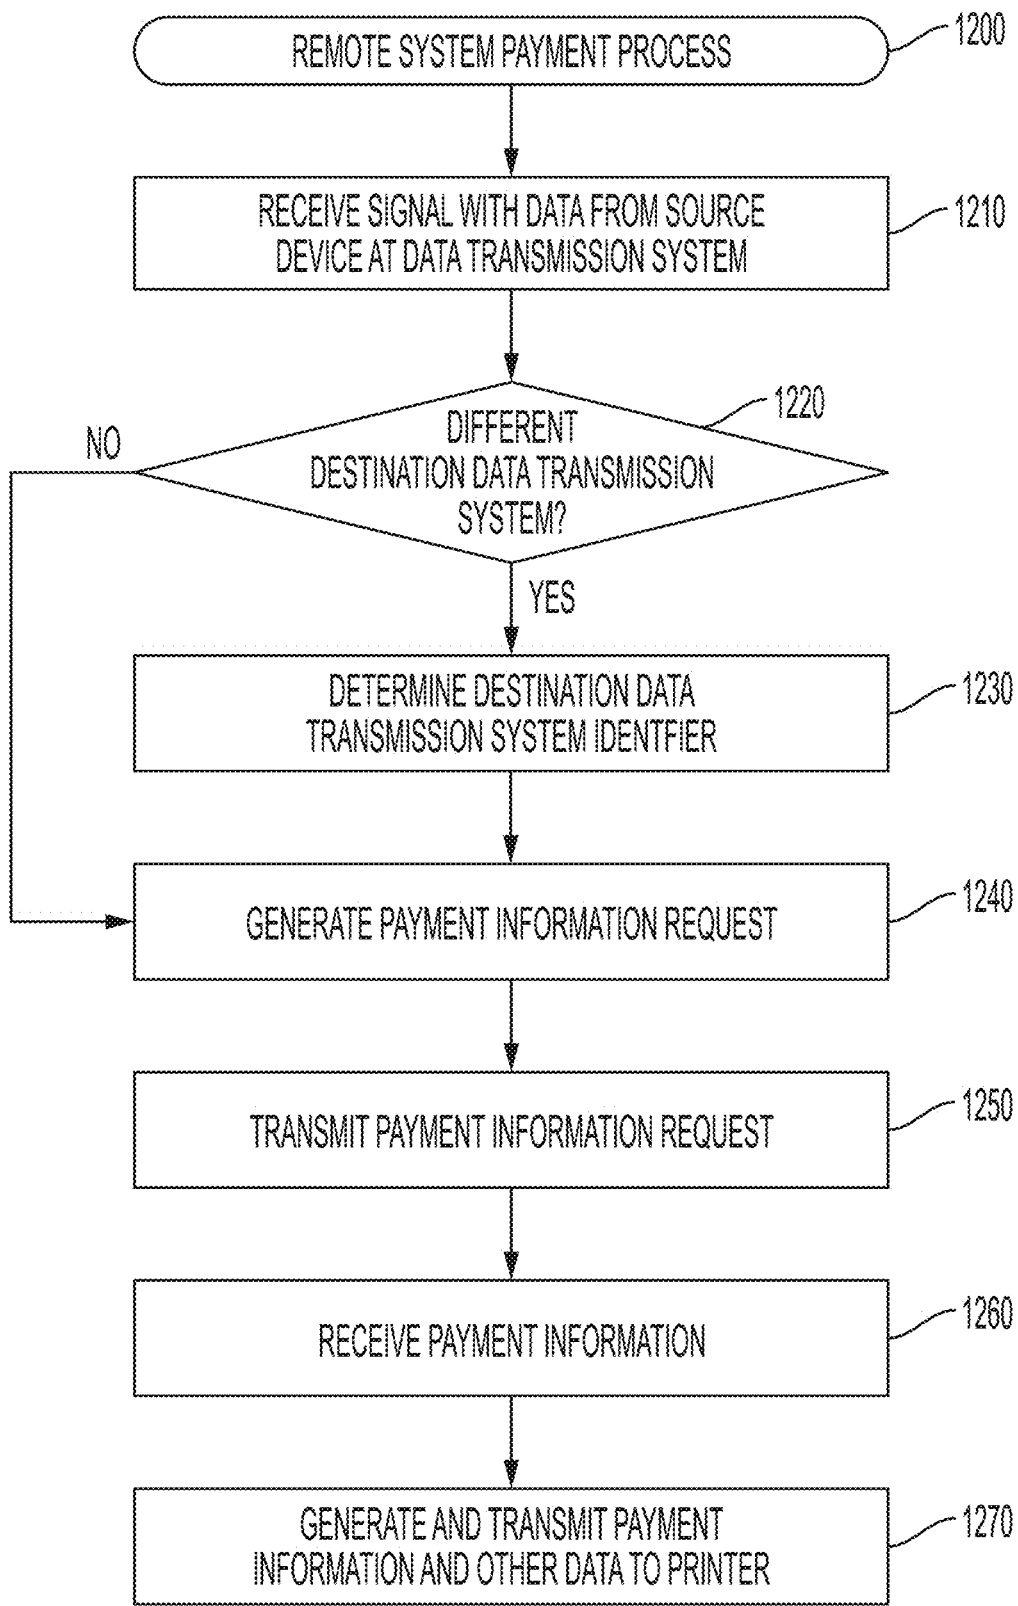 REMOTE SYSTEM PAYMENT PROCESS
1200
RECEIVE SIGNAL WITH DATA FROM SOURCE
DEVICE AT DATA TRANSMISSION SYSTEM
1210
DIFFERENT
DESTINATION DATA TRANSMISSION
SYSTEM?
1220
NO
YES
DETERMINE DESTINATION DATA
TRANSMISSION SYSTEM IDENTFIER
1230
GENERATE PAYMENT INFORMATION REQUEST
1240
TRANSMIT PAYMENT INFORMATION REQUEST
1250
RECEIVE PAYMENT INFORMATION
1260
GENERATE AND TRANSMIT PAYMENT
INFORMATION AND OTHER DATA TO PRINTER
1270